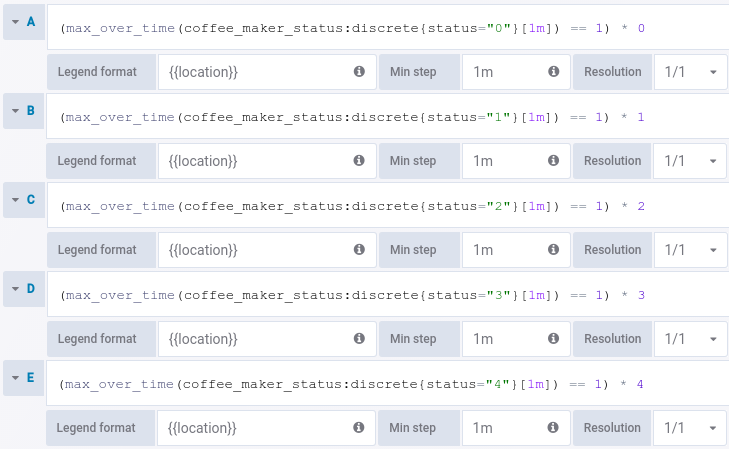 A (max_over_time(coffee_maker_status:discrete{status="0"}[1m]) == 1) * 0
Legend format {{location}} Min step 1m Resolution 1/1
B (max_over_time(coffee_maker_status:discrete{status="1"}[1m]) == 1) * 1
Legend format {{location}} Min step 1m Resolution 1/1
C (max_over_time(coffee_maker_status:discrete{status="2"}[1m]) == 1) * 2
Legend format {{location}} Min step 1m Resolution 1/1
D (max_over_time(coffee_maker_status:discrete{status="3"}[1m]) == 1) * 3
Legend format {{location}} Min step 1m Resolution 1/1
E (max_over_time(coffee_maker_status:discrete{status="4"}[1m]) == 1) * 4
Legend format {{location}} Min step 1m Resolution 1/1